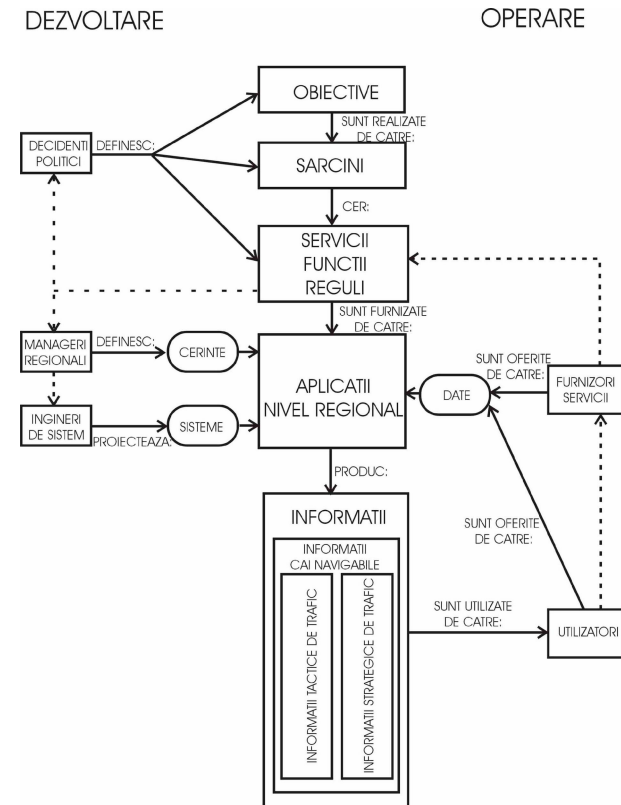 DEZVOLTARE
OPERARE
OBIECTIVE
SUNT REALIZATE
DE CATRE:
DECIDENTI
POLITICI
DEFINESC:
SARCINI
CER:
SERVICII
FUNCTII
REGULI
SUNT FURNIZATE
DE CATRE:
MANAGERI
REGIONALI
DEFINESC:
CERINTE
APLICATII
NIVEL REGIONAL
DATE
SUNT OFERITE
DE CATRE:
FURNIZORI
SERVICII
INGINERI
DE SISTEM
PROIECTEAZA:
SISTEME
PRODUC:
INFORMATII
INFORMATII
CAI NAVIGABILE
INFORMATII TACTICE DE TRAFIC
INFORMATII STRATEGICE DE TRAFIC
SUNT OFERITE
DE CATRE:
SUNT UTILIZATE
DE CATRE:
UTILIZATORI